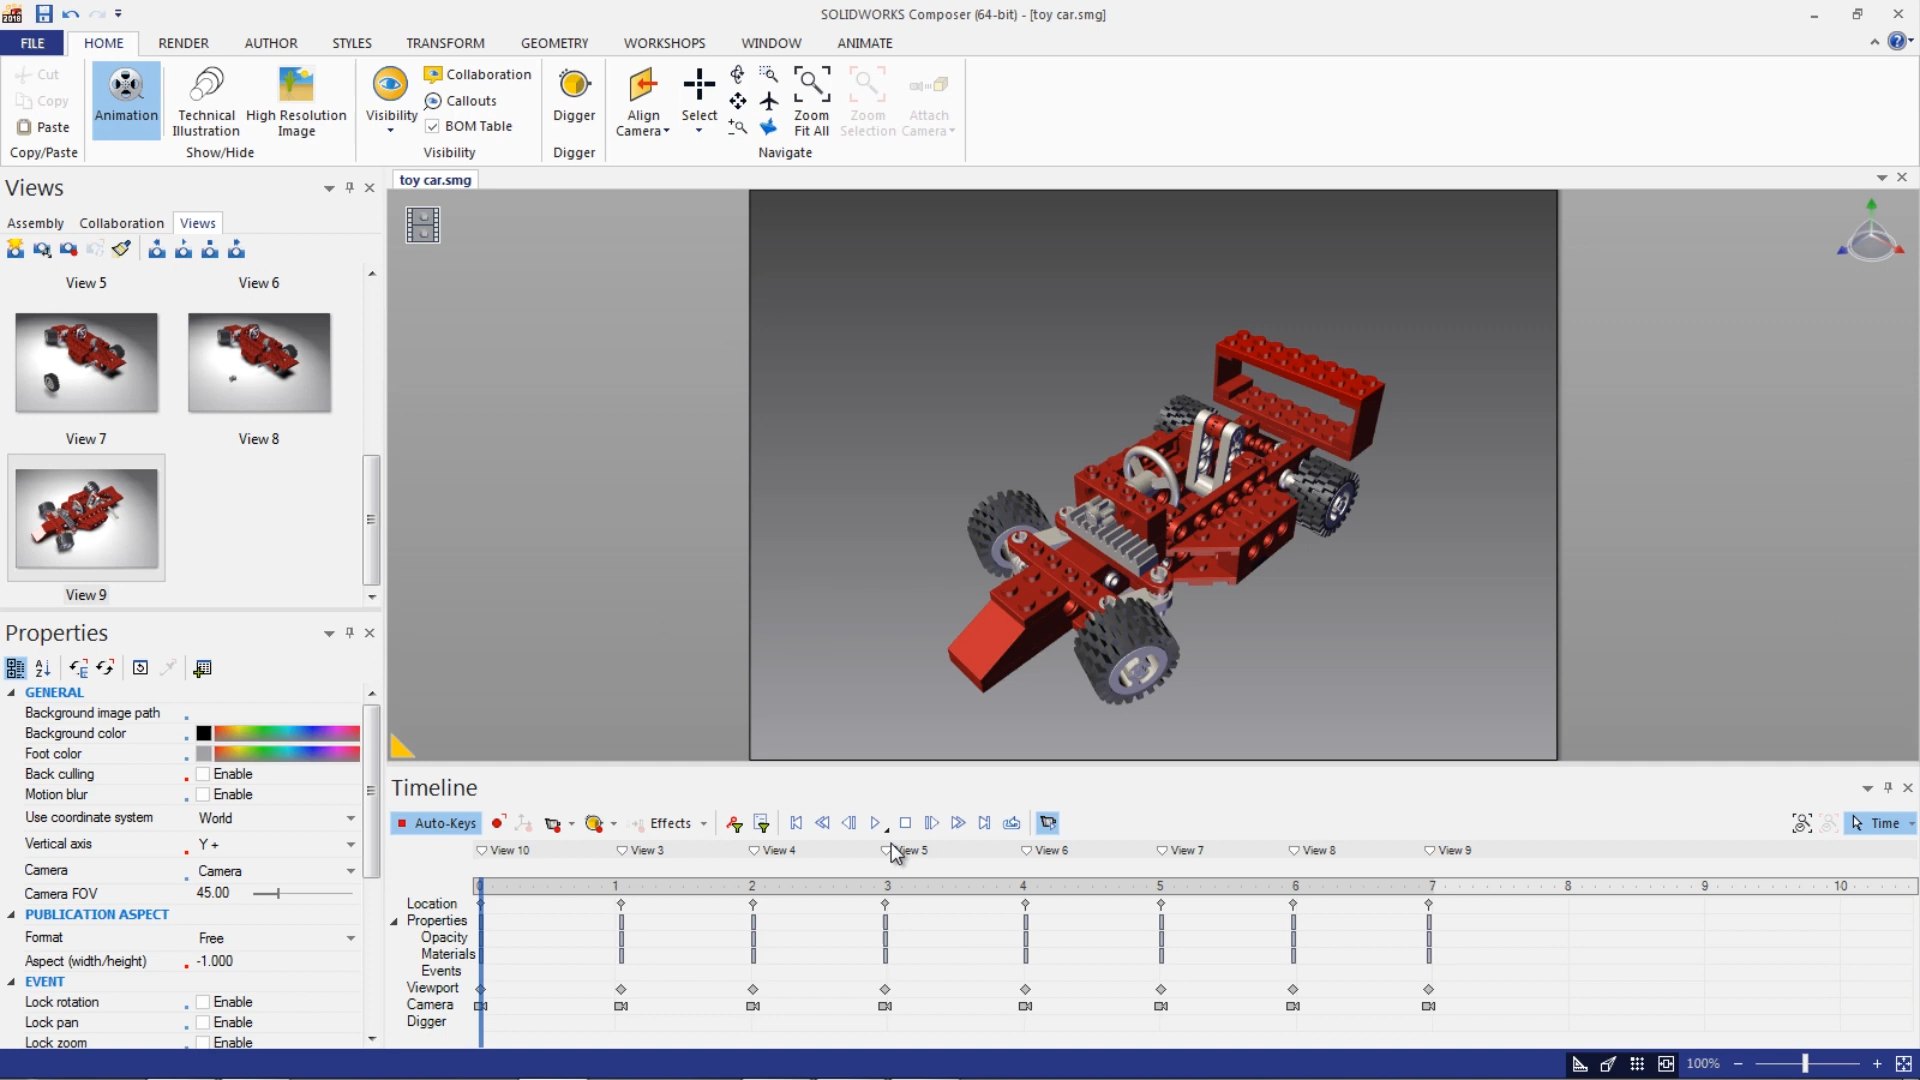 2018
SOLIDWORKS Composer (64-bit) - [toy car.smg]
FILE HOME RENDER AUTHOR STYLES TRANSFORM GEOMETRY WORKSHOPS WINDOW ANIMATE
Cut
Copy
Paste
Copy/Paste
Animation
Technical Illustration
High Resolution Image
Show/Hide
Visibility
Collaboration
Callouts
BOM Table
Visibility
Digger
Digger
Align Camera
Select
Zoom Fit All
Zoom Selection
Attach Camera
Navigate
Views
Assembly Collaboration Views
View 5 View 6
View 7 View 8
View 9
toy car.smg
Properties
GENERAL
Background image path
Background color
Foot color
Back culling Enable
Motion blur Enable
Use coordinate system World
Vertical axis Y +
Camera Camera
Camera FOV 45.00
PUBLICATION ASPECT
Format Free
Aspect (width/height) -1.000
EVENT
Lock rotation Enable
Lock pan Enable
Lock zoom Enable
Timeline
Auto-Keys Effects Time
View 10 View 3 View 4 View 5 View 6 View 7 View 8 View 9
0 1 2 3 4 5 6 7 8 9 10
Location
Properties
Opacity
Materials
Events
Viewport
Camera
Digger
100%